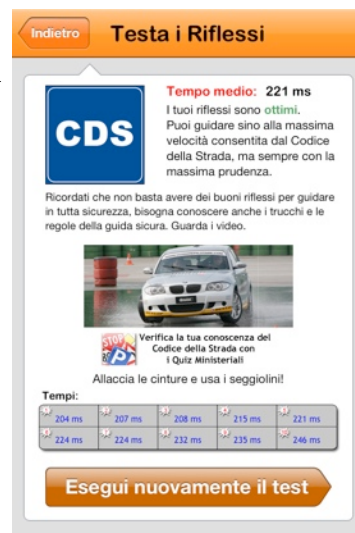 Indietro
Testa i Riflessi
CDS
Tempo medio: 221 ms
I tuoi riflessi sono ottimi.
Puoi guidare sino alla massima
velocità consentita dal Codice
della Strada, ma sempre con la
massima prudenza.
Ricordati che non basta avere dei buoni riflessi per guidare
in tutta sicurezza, bisogna conoscere anche i trucchi e le
regole della guida sicura. Guarda i video.
STOP
P
Verifica la tua conoscenza del
Codice della Strada con
i Quiz Ministeriali
Allaccia le cinture e usa i seggiolini!
Tempi:
204 ms 207 ms 208 ms 215 ms 221 ms
224 ms 224 ms 232 ms 235 ms 246 ms
Esegui nuovamente il test